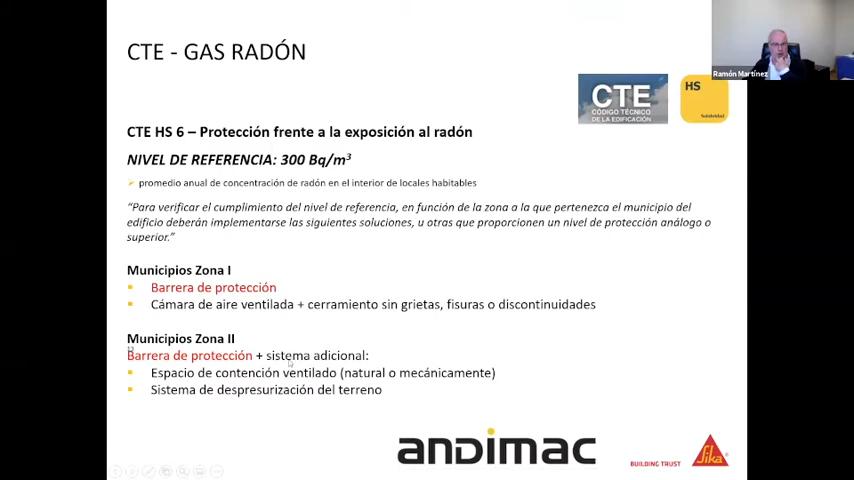 CTE - GAS RADÓN
Ramón Martínez
CTE
CÓDIGO TÉCNICO
DE LA EDIFICACIÓN
HS
Salubridad
CTE HS 6 – Protección frente a la exposición al radón
NIVEL DE REFERENCIA: 300 Bq/m³
promedio anual de concentración de radón en el interior de locales habitables
“Para verificar el cumplimiento del nivel de referencia, en función de la zona a la que pertenezca el municipio del
edificio deberán implementarse las siguientes soluciones, u otras que proporcionen un nivel de protección análogo o
superior.”
Municipios Zona I
Barrera de protección
Cámara de aire ventilada + cerramiento sin grietas, fisuras o discontinuidades
Municipios Zona II
Barrera de protección + sistema adicional:
Espacio de contención ventilado (natural o mecánicamente)
Sistema de despresurización del terreno
andimac
BUILDING TRUST
Sika